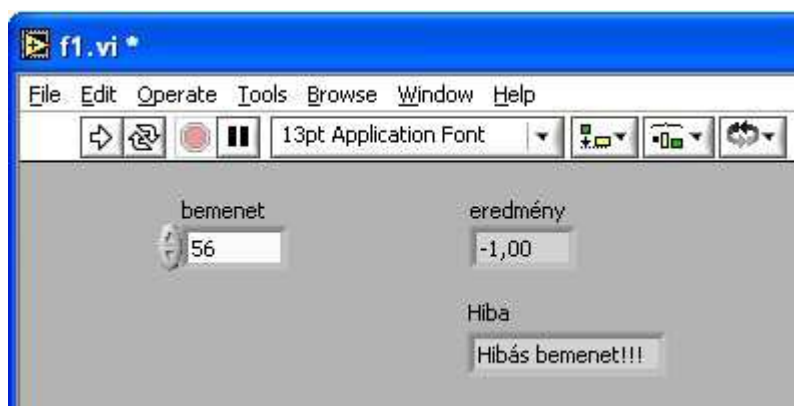 f1.vi *
File Edit Operate Tools Browse Window Help
13pt Application Font
bemenet eredmény
56 -1,00
Hiba
Hibás bemenet!!!